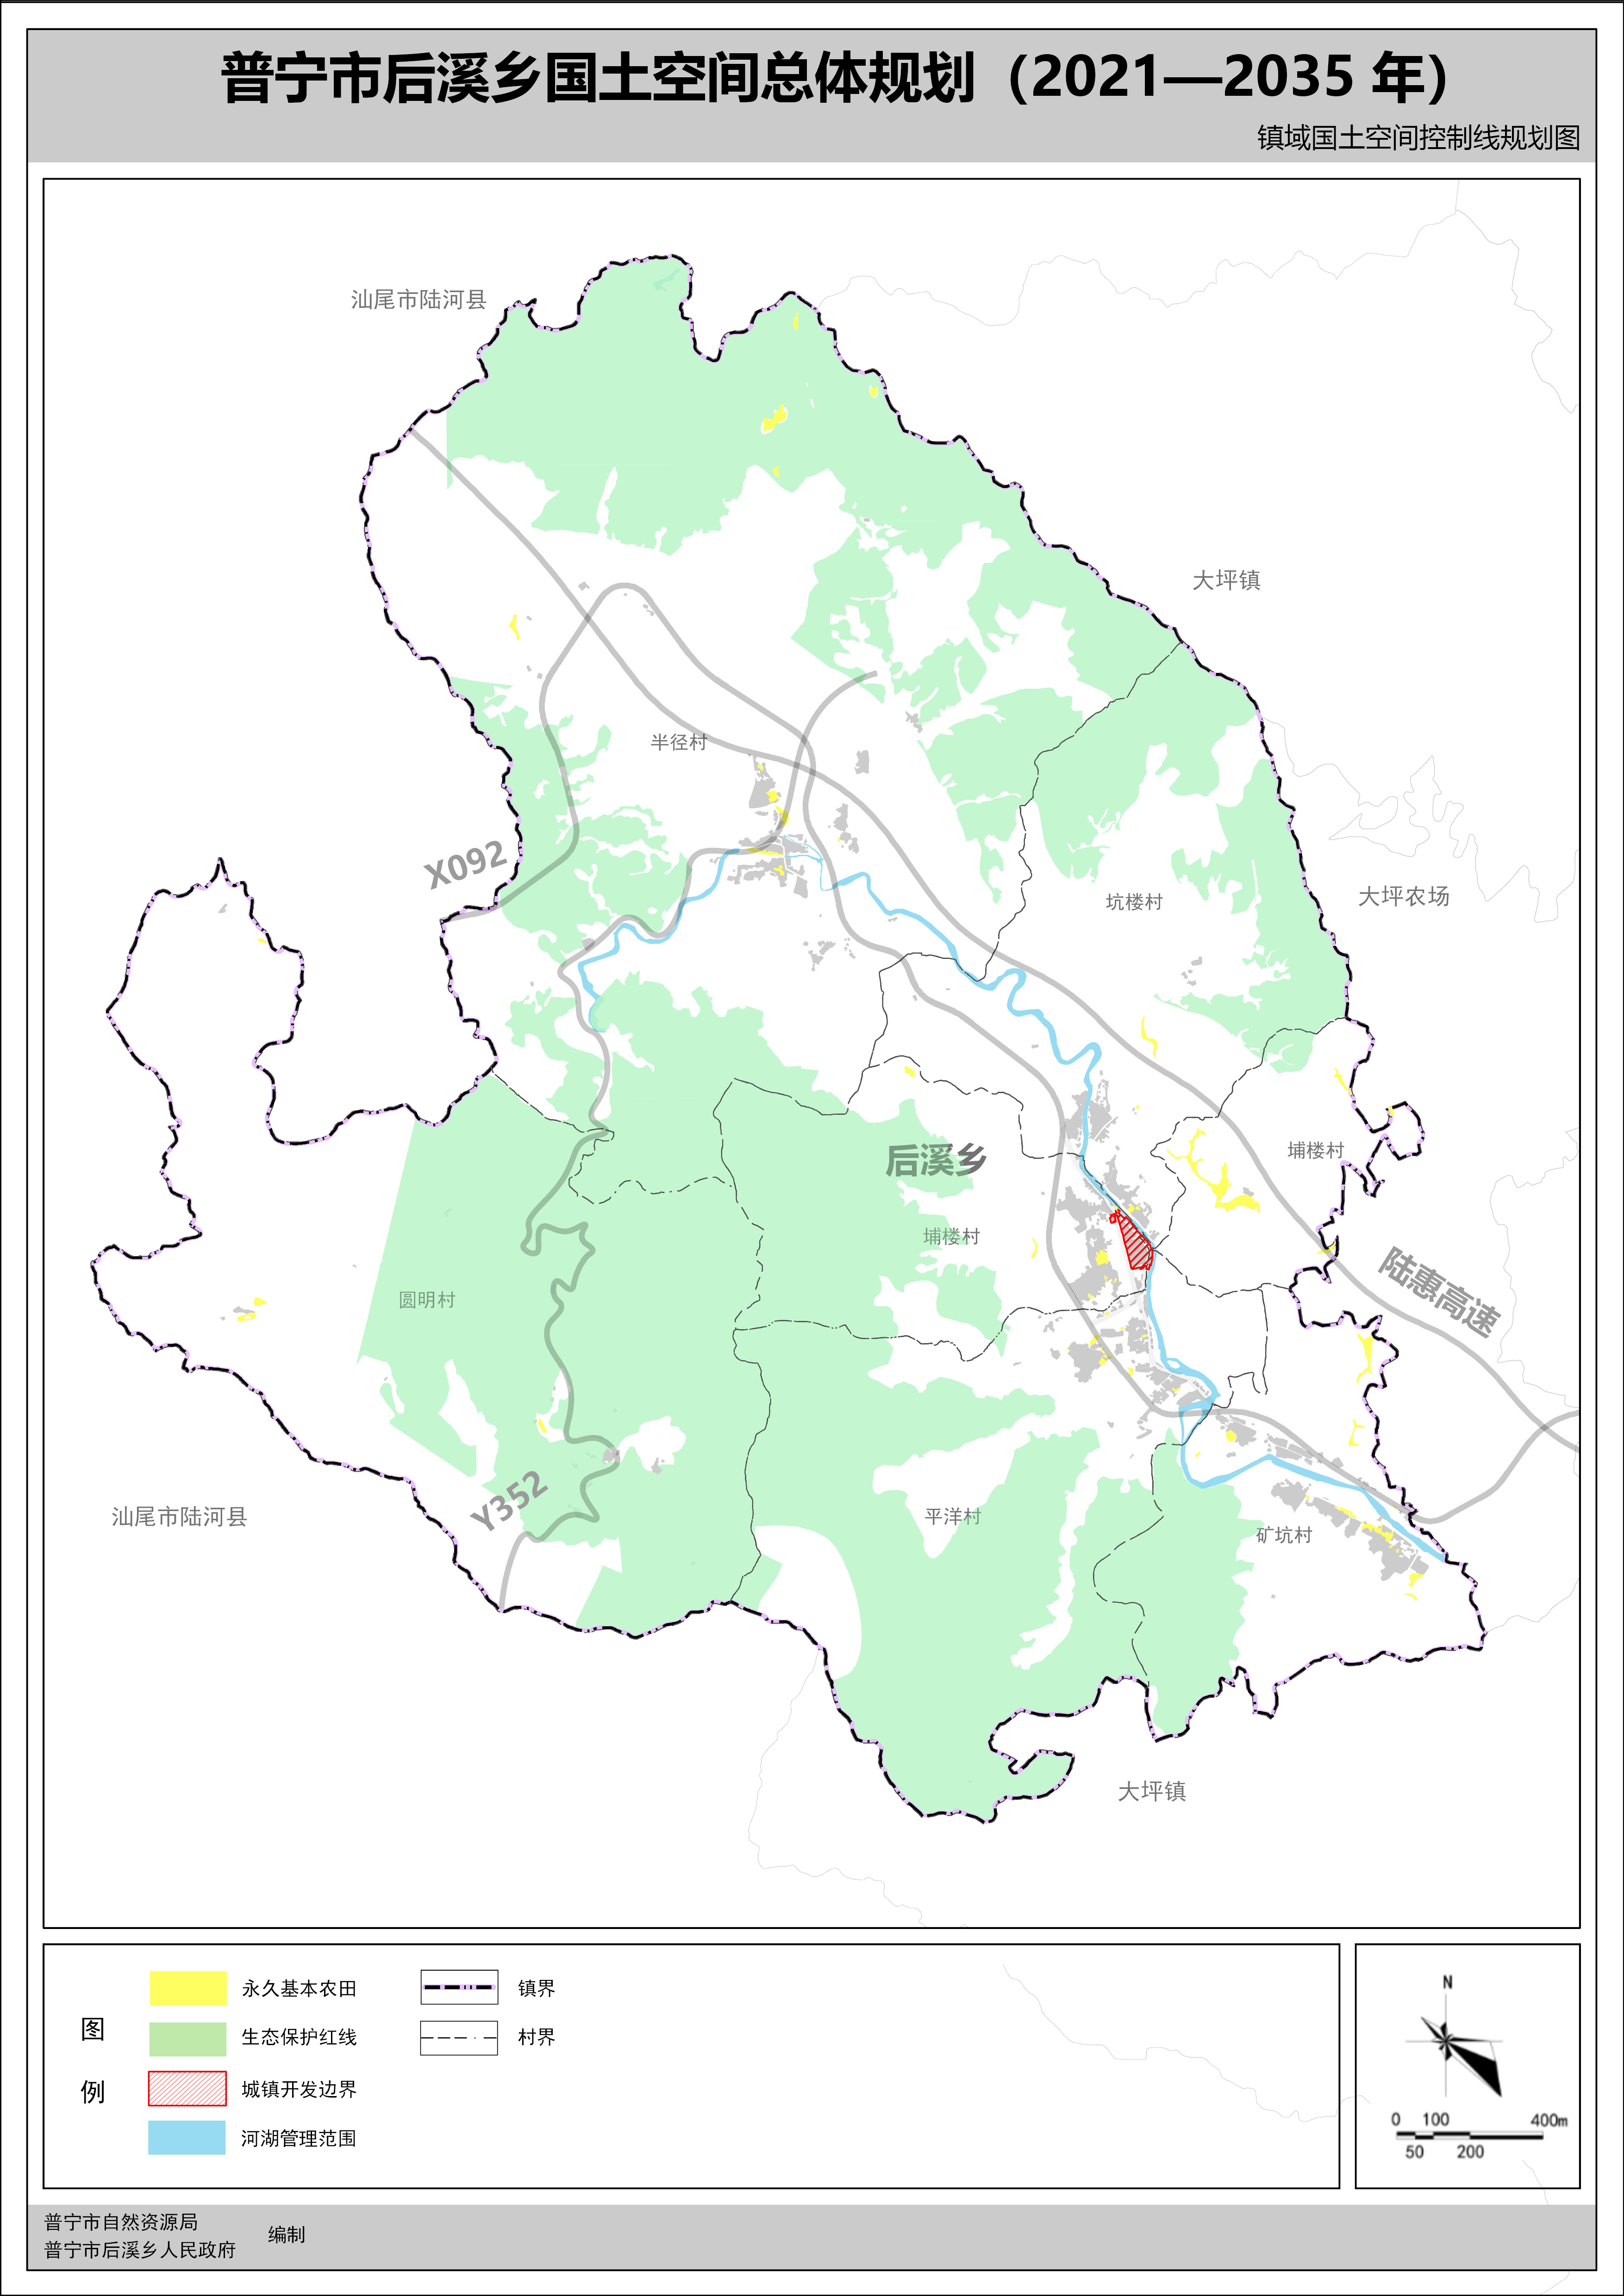 普宁市后溪乡国土空间总体规划（2021—2035 年）
镇域国土空间控制线规划图
汕尾市陆河县
大坪镇
半径村
X092
坑楼村
大坪农场
后溪乡
埔楼村
埔楼村
陆惠高速
圆明村
Y352
汕尾市陆河县
平洋村
矿坑村
大坪镇
图
例
永久基本农田
生态保护红线
城镇开发边界
河湖管理范围
镇界
村界
N
0 100 400m
50 200
普宁市自然资源局
普宁市后溪乡人民政府
编制